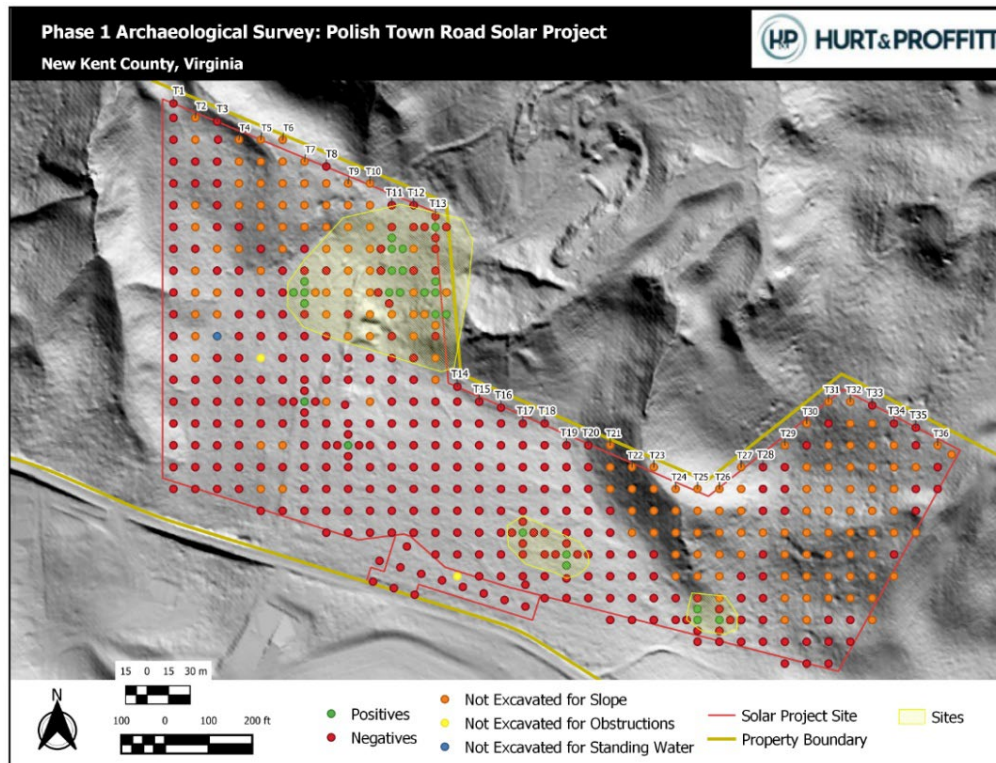 Phase 1 Archaeological Survey: Polish Town Road Solar Project
New Kent County, Virginia
HP HURT&PROFFITT
T1
T2
T3
T4
T5
T6
T7
T8
T9
T10
T11
T12
T13
T14
T15
T16
T17
T18
T19
T20
T21
T22
T23
T24
T25
T26
T27
T28
T29
T30
T31
T32
T33
T34
T35
T36
15 0 15 30 m
100 0 100 200 ft
N
Positives
Negatives
Not Excavated for Slope
Not Excavated for Obstructions
Not Excavated for Standing Water
Solar Project Site
Property Boundary
Sites